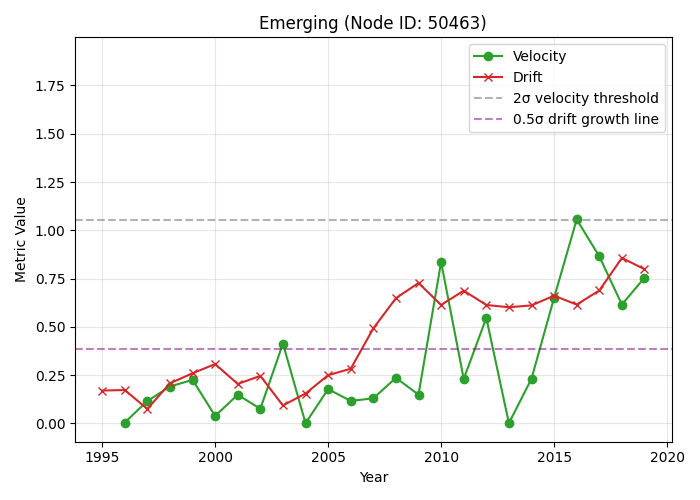 Emerging (Node ID: 50463)
Velocity
Drift
2σ velocity threshold
0.5σ drift growth line
Metric Value
1.75
1.50
1.25
1.00
0.75
0.50
0.25
0.00
1995
2000
2005
2010
2015
2020
Year